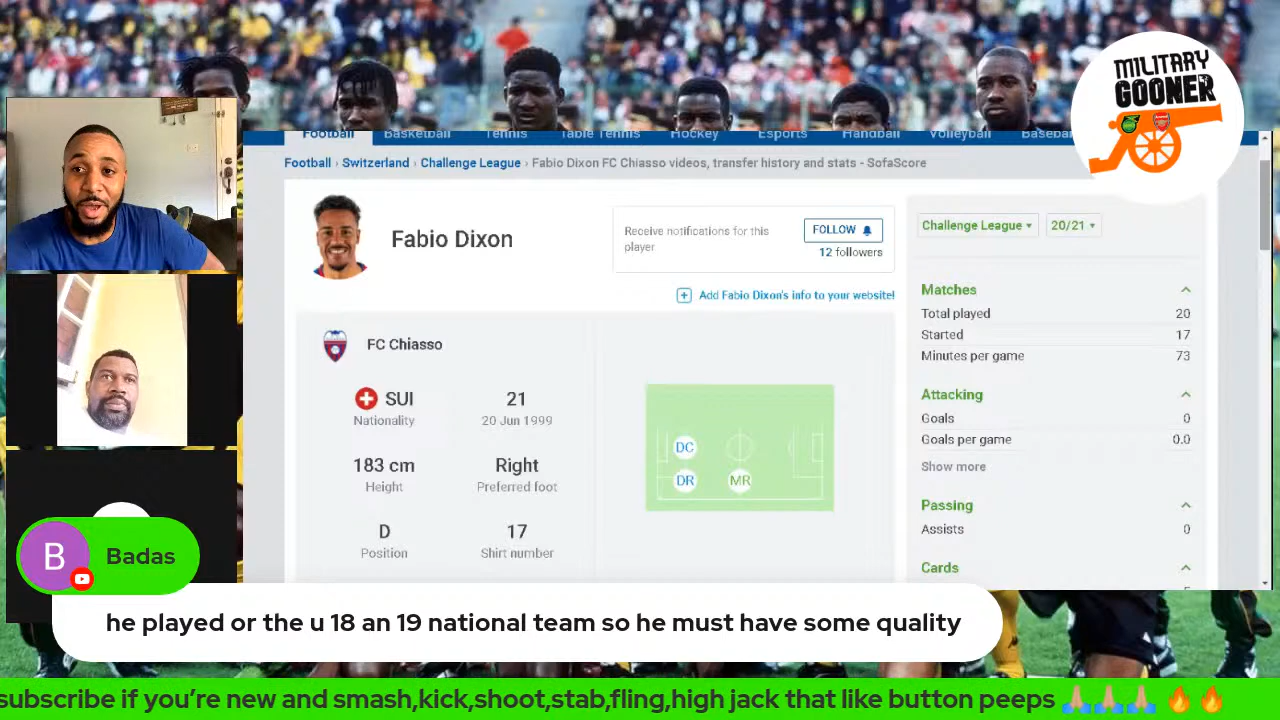 MILITARY
GOONER
Football Basketball Tennis Table Tennis Hockey Esports Handball Volleyball
Football › Switzerland › Challenge League › Fabio Dixon FC Chiasso videos, transfer history and stats - SofaScore
Fabio Dixon
Receive notifications for this
player
FOLLOW
12 followers
+ Add Fabio Dixon's info to your website!
FC Chiasso
SUI
Nationality
21
20 Jun 1999
183 cm
Height
Right
Preferred foot
D
Position
17
Shirt number
DC
DR
MR
Challenge League ▾ 20/21 ▾
Matches
Total played 20
Started 17
Minutes per game 73
Attacking
Goals 0
Goals per game 0.0
Show more
Passing
Assists 0
Cards
B
Badas
he played or the u 18 an 19 national team so he must have some quality
subscribe if you’re new and smash,kick,shoot,stab,fling,high jack that like button peeps 🙏🏽🙏🏽🙏🏽 🔥🔥